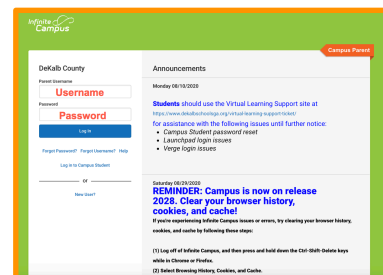 Infinite
Campus
Campus Parent
DeKalb County
Parent Username
Username
Password
Password
Log In
Forgot Password? Forgot Username? Help
Log in to Campus Student
or
New User?
Announcements
Monday 08/10/2020
Students should use the Virtual Learning Support site at
https://www.dekalbschoolsga.org/virtual-learning-support-ticket/
for assistance with the following issues until further notice:
• Campus Student password reset
• Launchpad login issues
• Verge login issues
Saturday 08/29/2020
REMINDER: Campus is now on release
2028. Clear your browser history,
cookies, and cache!
If you're experiencing Infinite Campus issues or errors, try clearing your browser history,
cookies, and cache by following these steps:
(1) Log off of Infinite Campus, and then press and hold down the Ctrl-Shift-Delete keys
while in Chrome or Firefox.
(2) Select Browsing History, Cookies, and Cache.